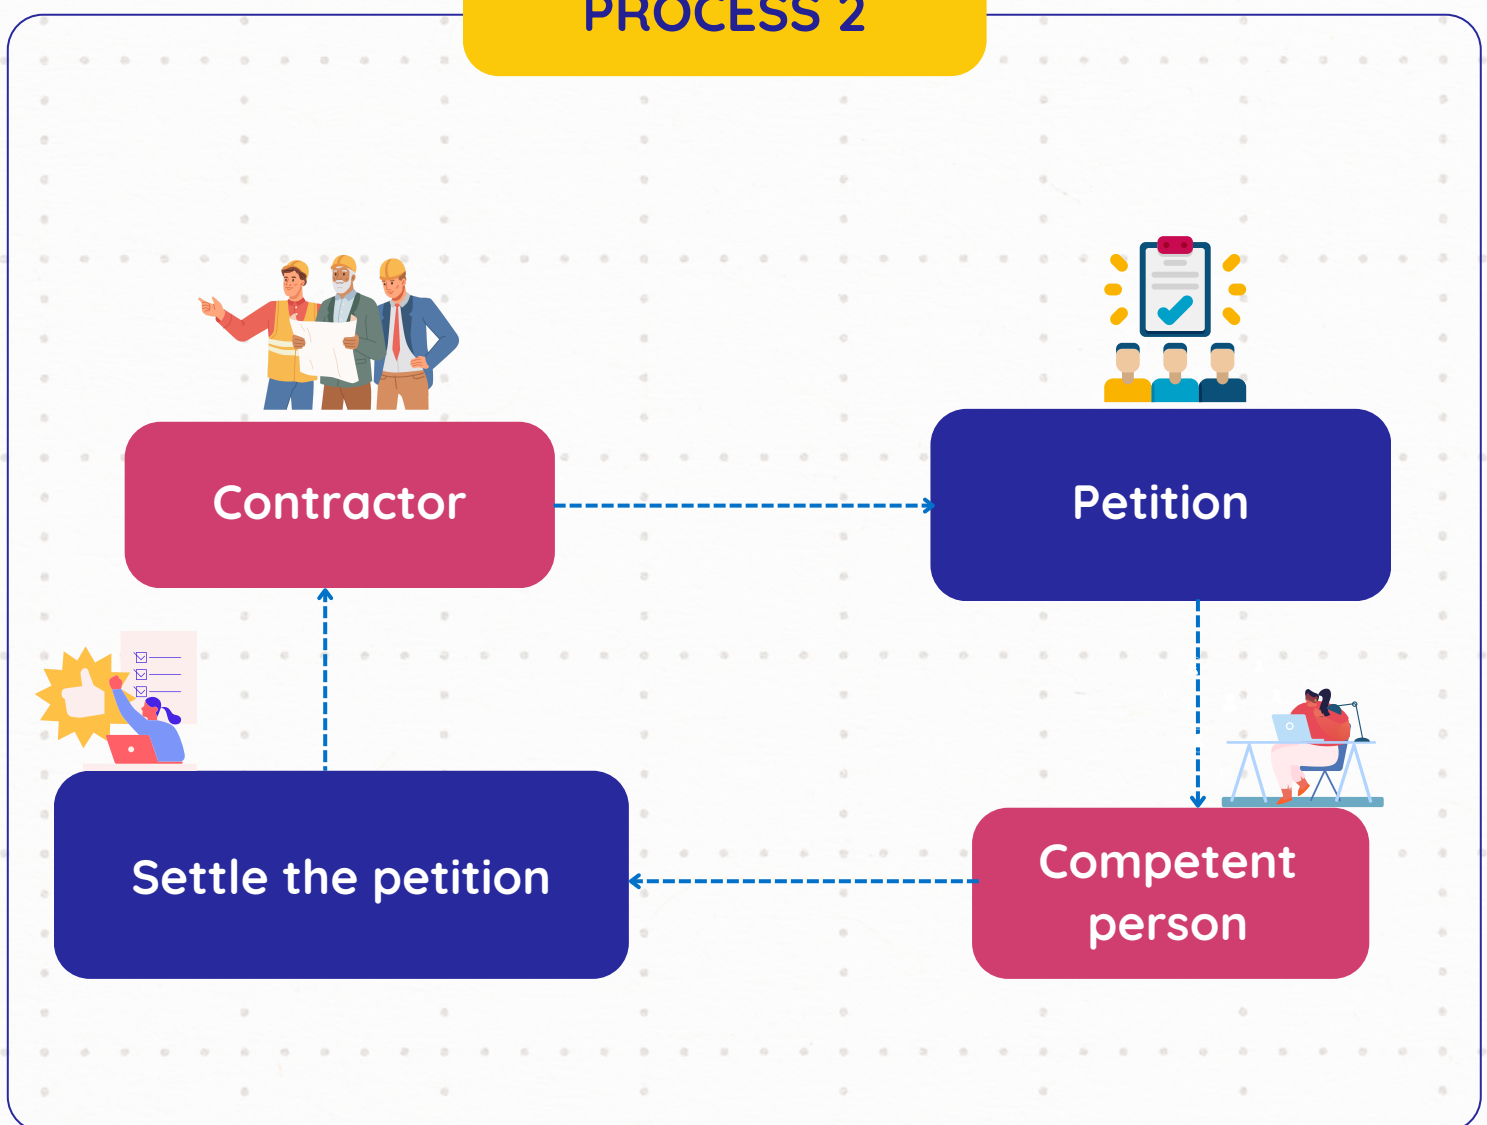 PROCESS 2
Contractor
Petition
Settle the petition
Competent
person